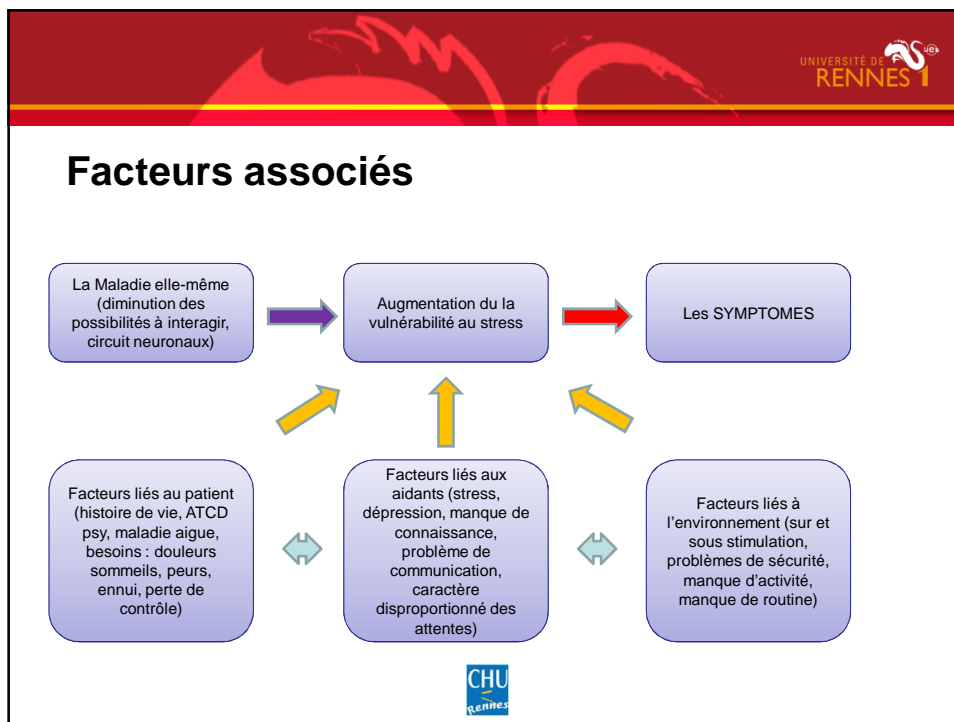 UNIVERSITÉ DE
RENNES 1
ueb
Facteurs associés
La Maladie elle-même
(diminution des
possibilités à interagir,
circuit neuronaux)
Augmentation du la
vulnérabilité au stress
Les SYMPTOMES
Facteurs liés au patient
(histoire de vie, ATCD
psy, maladie aigue,
besoins : douleurs
sommeils, peurs,
ennui, perte de
contrôle)
Facteurs liés aux
aidants (stress,
dépression, manque de
connaissance,
problème de
communication,
caractère
disproportionné des
attentes)
Facteurs liés à
l’environnement (sur et
sous stimulation,
problèmes de sécurité,
manque d’activité,
manque de routine)
CHU
Rennes